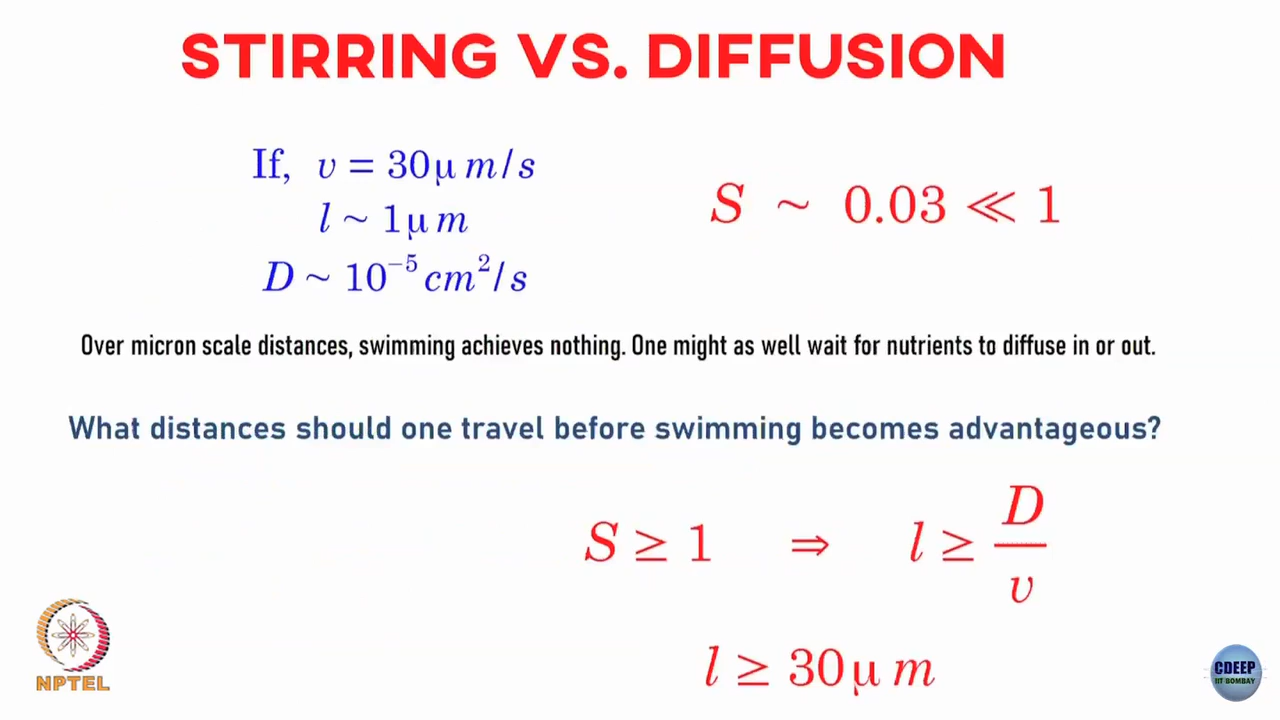 STIRRING VS. DIFFUSION
If, v = 30μ m/s
l ~ 1μ m
D ~ 10⁻⁵ cm²/s
S ~ 0.03 ≪ 1
Over micron scale distances, swimming achieves nothing. One might as well wait for nutrients to diffuse in or out.
What distances should one travel before swimming becomes advantageous?
S ≥ 1 ⇒ l ≥ D/v
l ≥ 30μ m
NPTEL
CDEEP
IIT BOMBAY